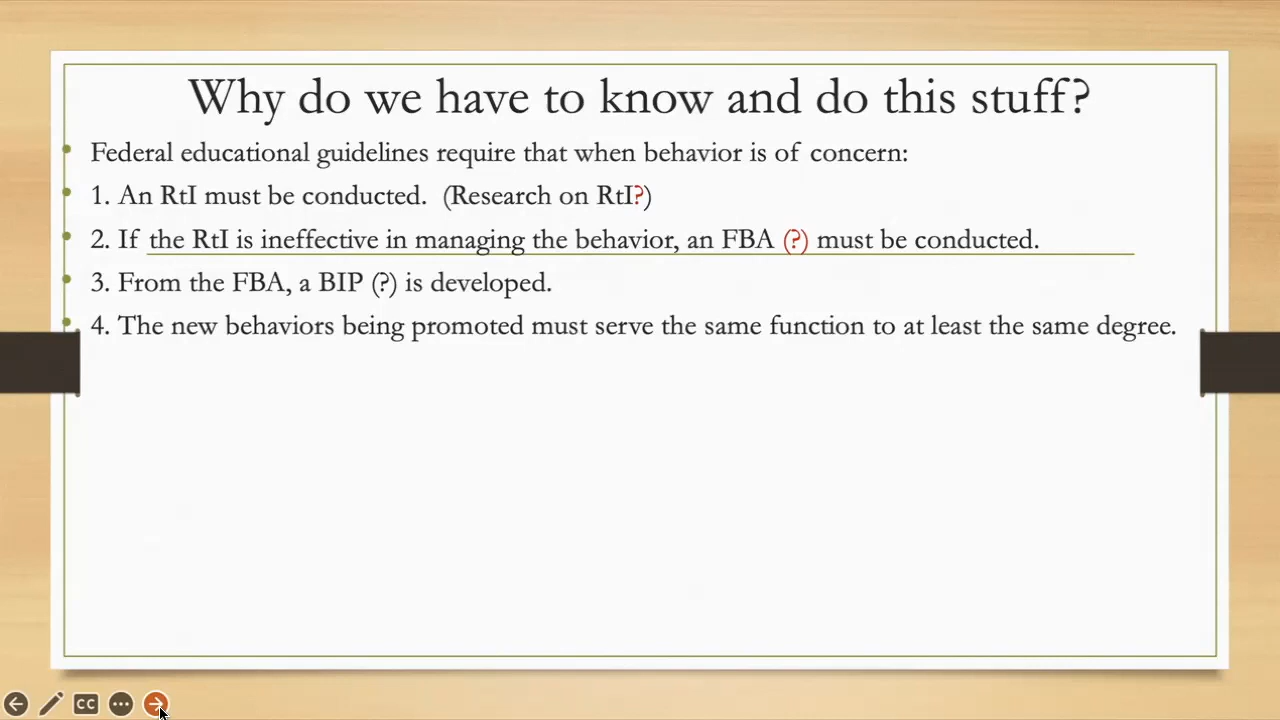 Why do we have to know and do this stuff?
Federal educational guidelines require that when behavior is of concern:
1. An RtI must be conducted. (Research on RtI?)
2. If the RtI is ineffective in managing the behavior, an FBA (?) must be conducted.
3. From the FBA, a BIP (?) is developed.
4. The new behaviors being promoted must serve the same function to at least the same degree.
CC